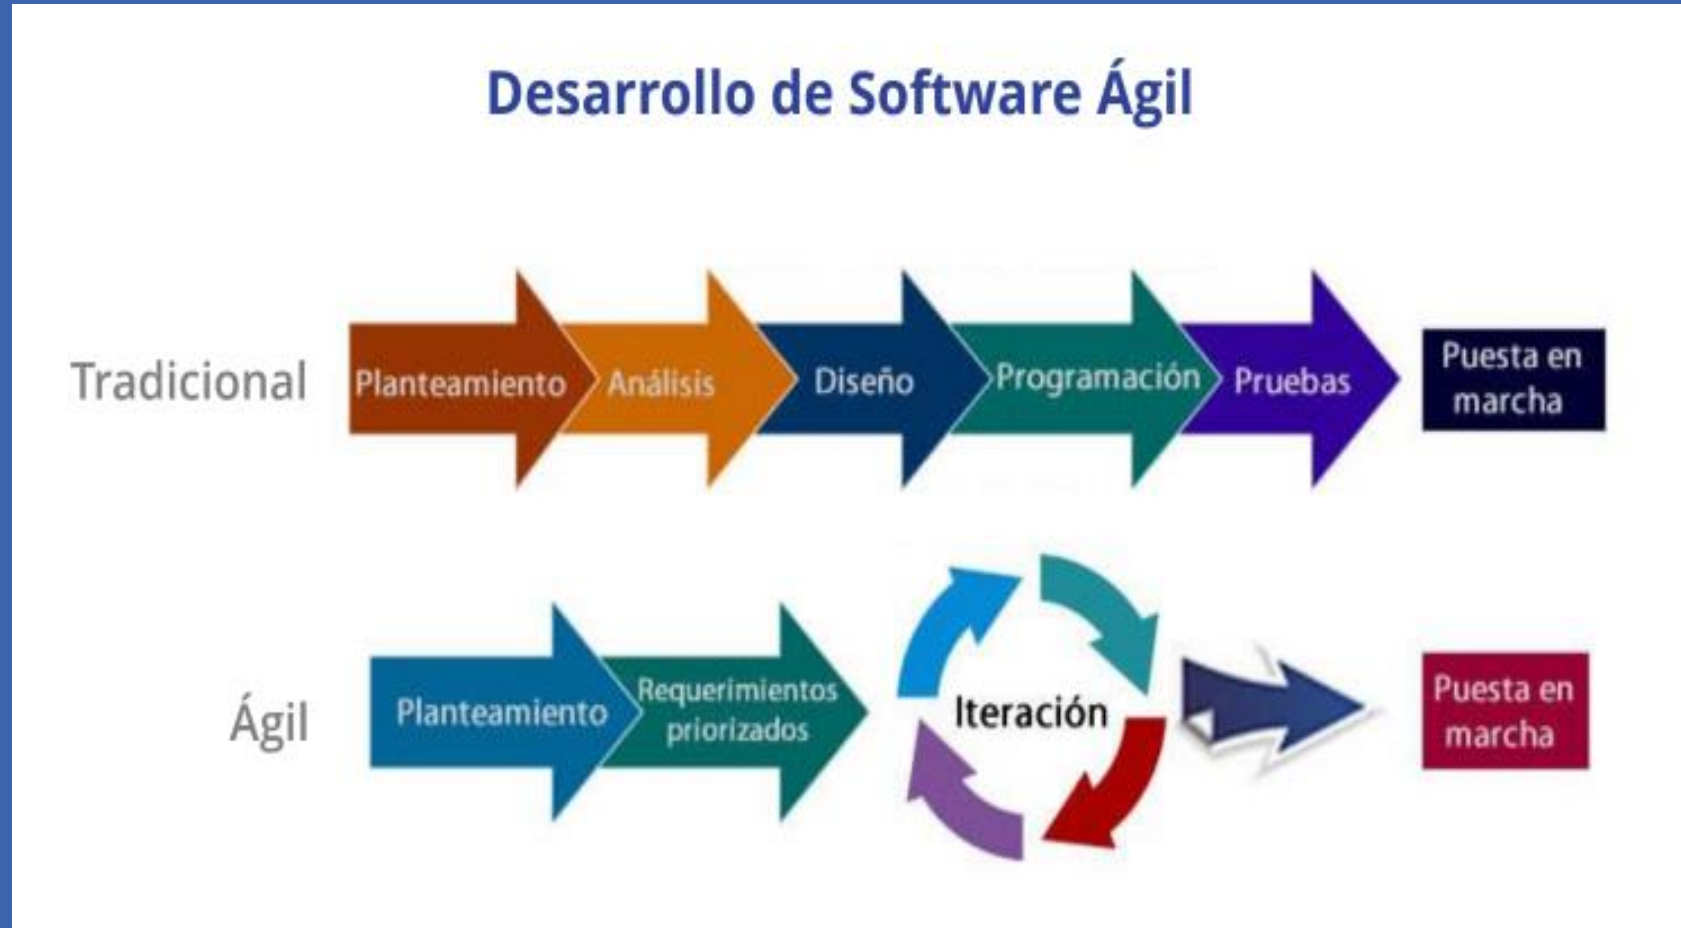 Desarrollo de Software Ágil
Tradicional
Planteamiento
Análisis
Diseño
Programación
Pruebas
Puesta en
marcha
Ágil
Planteamiento
Requerimientos
priorizados
Iteración
Puesta en
marcha